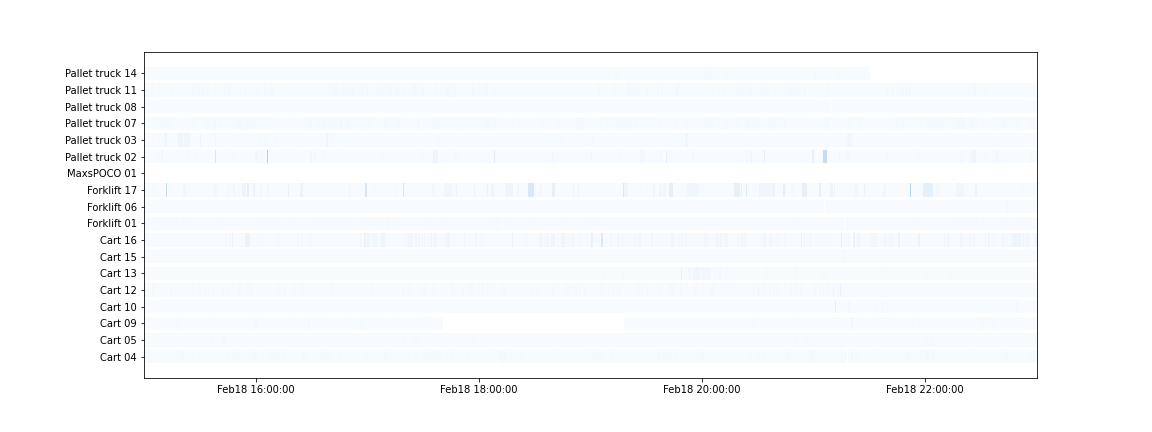 Pallet truck 14
Pallet truck 11
Pallet truck 08
Pallet truck 07
Pallet truck 03
Pallet truck 02
MaxsPOCO 01
Forklift 17
Forklift 06
Forklift 01
Cart 16
Cart 15
Cart 13
Cart 12
Cart 10
Cart 09
Cart 05
Cart 04
Feb18 16:00:00 Feb18 18:00:00 Feb18 20:00:00 Feb18 22:00:00